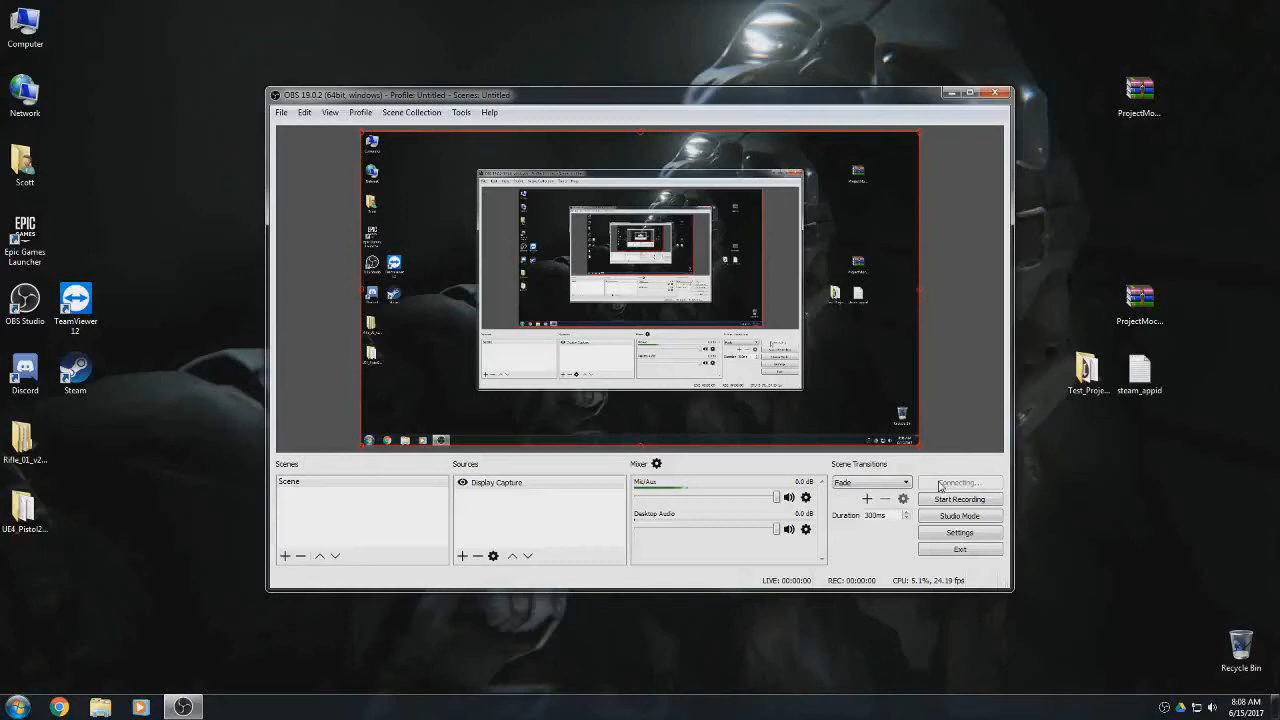 Computer
Network
Scott
EPIC
GAMES
Epic Games
Launcher
OBS Studio
TeamViewer
12
Discord
Steam
Rifle_01_v2...
UE4_Pistol2...
OBS 19.0.2 (64bit, windows) - Profile: Untitled - Scenes: Untitled
File Edit View Profile Scene Collection Tools Help
Scenes
Scene
Sources
Display Capture
Mixer
Mic/Aux 0.0 dB
Desktop Audio 0.0 dB
Scene Transitions
Fade
Duration 300ms
Connecting...
Start Recording
Studio Mode
Settings
Exit
LIVE: 00:00:00 REC: 00:00:00 CPU: 5.1%, 24.19 fps
ProjectMo...
ProjectMoc...
Test_Proje...
steam_appid
Recycle Bin
8:08 AM
6/15/2017